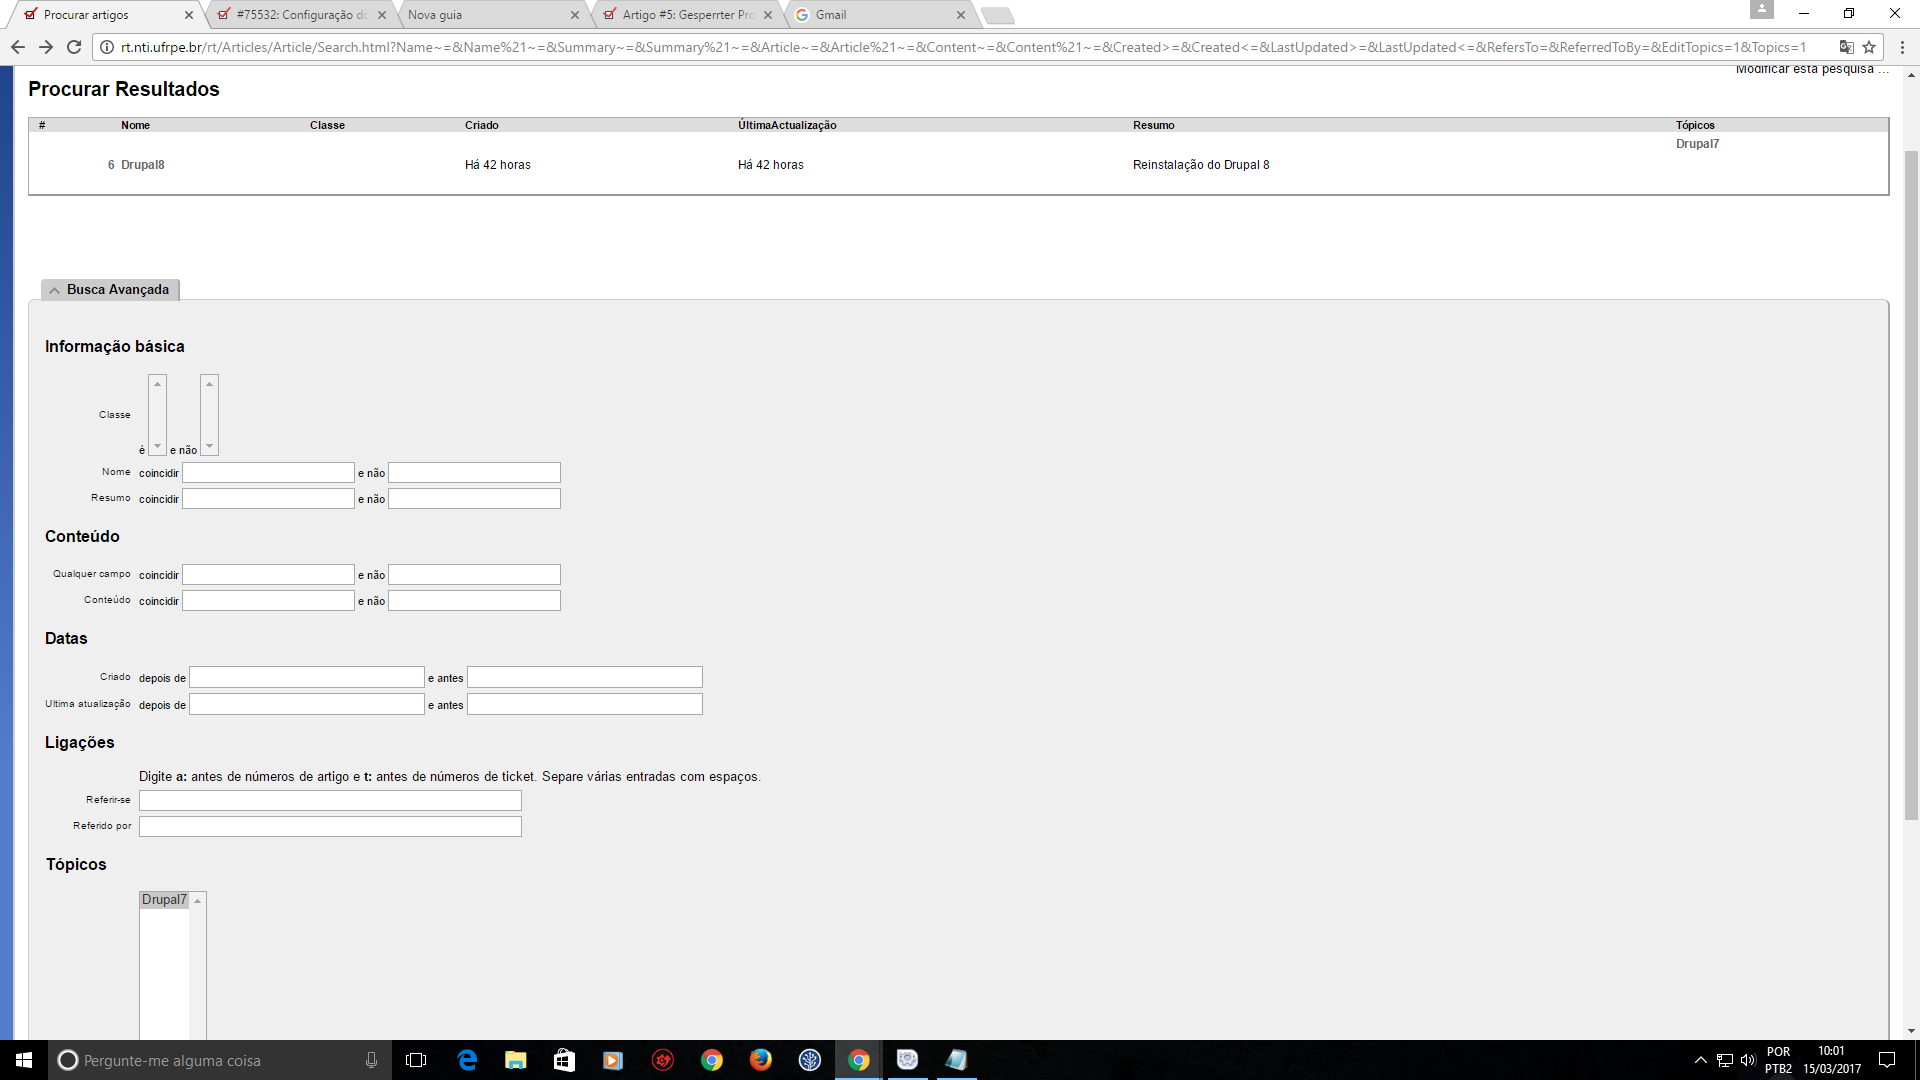 Procurar artigos
#75532: Configuração do
Nova guia
Artigo #5: Gesperrter Pro
Gmail
rt.nti.ufrpe.br/rt/Articles/Article/Search.html?Name~=&Name%21~=&Summary~=&Summary%21~=&Article~=&Article%21~=&Content~=&Content%21~=&Created>=&Created<=&LastUpdated>=&LastUpdated<=&RefersTo=&ReferredToBy=&EditTopics=1&Topics=1
Modificar esta pesquisa ...
Procurar Resultados
# Nome Classe Criado ÚltimaActualização Resumo Tópicos
Drupal7
6 Drupal8 Há 42 horas Há 42 horas Reinstalação do Drupal 8
Busca Avançada
Informação básica
Classe
é e não
Nome coincidir e não
Resumo coincidir e não
Conteúdo
Qualquer campo coincidir e não
Conteúdo coincidir e não
Datas
Criado depois de e antes
Ultima atualização depois de e antes
Ligações
Digite a: antes de números de artigo e t: antes de números de ticket. Separe várias entradas com espaços.
Referir-se
Referido por
Tópicos
Drupal7
Pergunte-me alguma coisa
POR
PTB2
10:01
15/03/2017